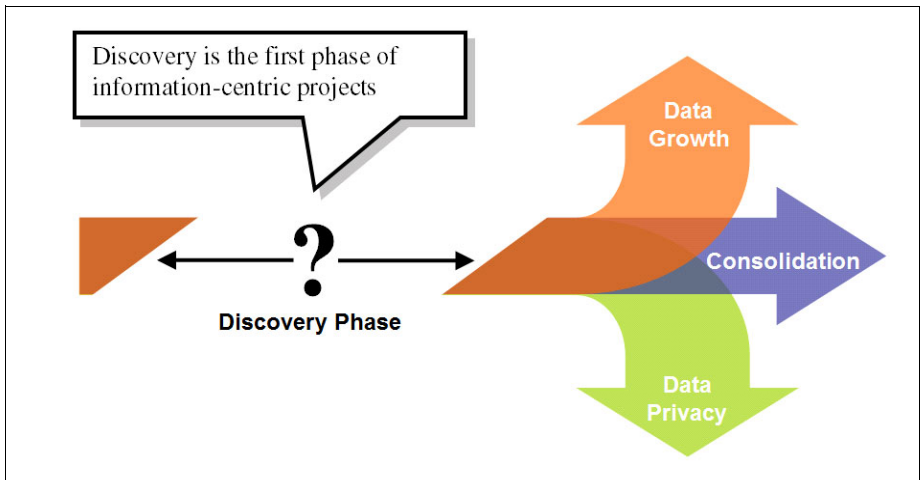 Discovery is the first phase of
information-centric projects
Data
Growth
?
Consolidation
Discovery Phase
Data
Privacy